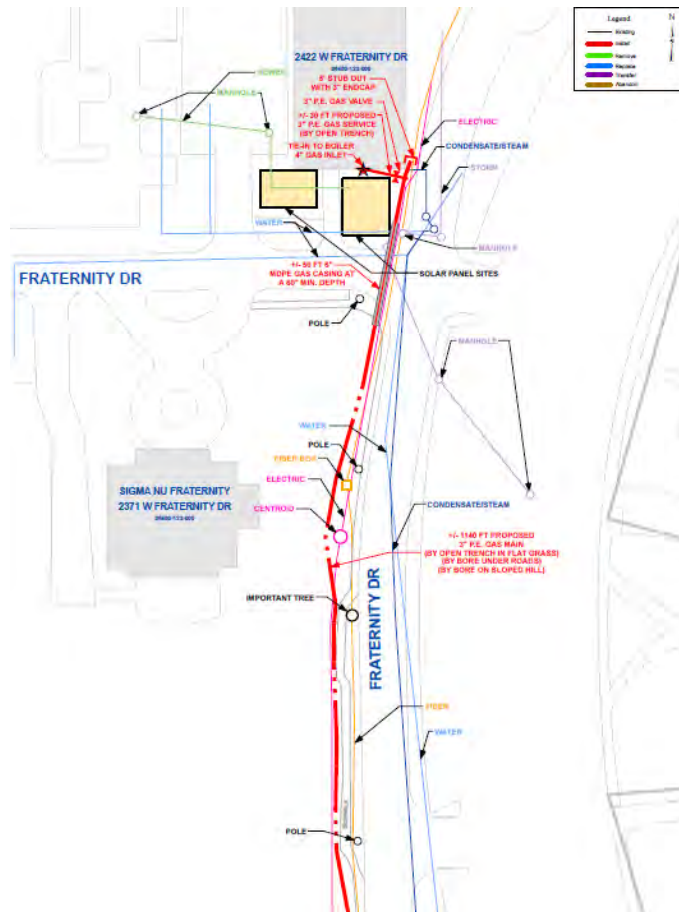 Legend
N
Existing
Install
Remove
Replace
Transfer
Abandon
2422 W FRATERNITY DR
5' STUB OUT
WITH 3" ENDCAP
3" P.E. GAS VALVE
+/- 30 FT PROPOSED
3" P.E. GAS SERVICE
(BY OPEN TRENCH)
TIE-IN TO BOILER
4" GAS INLET
SEWER
MANHOLE
ELECTRIC
CONDENSATE/STEAM
STORM
WATER
MANHOLE
FRATERNITY DR
+/- 60 FT 6"
MDPE GAS CASING AT
A 60" MIN. DEPTH
SOLAR PANEL SITES
POLE
MANHOLE
WATER
POLE
FIBER BOX
ELECTRIC
SIGMA NU FRATERNITY
2371 W FRATERNITY DR
CENTROID
CONDENSATE/STEAM
+/- 1140 FT PROPOSED
3" P.E. GAS MAIN
(BY OPEN TRENCH IN FLAT GRASS)
(BY BORE UNDER ROADS)
(BY BORE ON SLOPED HILL)
IMPORTANT TREE
FRATERNITY DR
FIBER
WATER
POLE